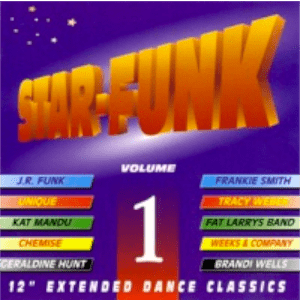 STAR-FUNK
VOLUME
1
J.R. FUNK
FRANKIE SMITH
UNIQUE
TRACY WEBER
KAT MANDU
FAT LARRYS BAND
CHEMISE
WEEKS & COMPANY
GERALDINE HUNT
BRANDI WELLS
12" EXTENDED DANCE CLASSICS